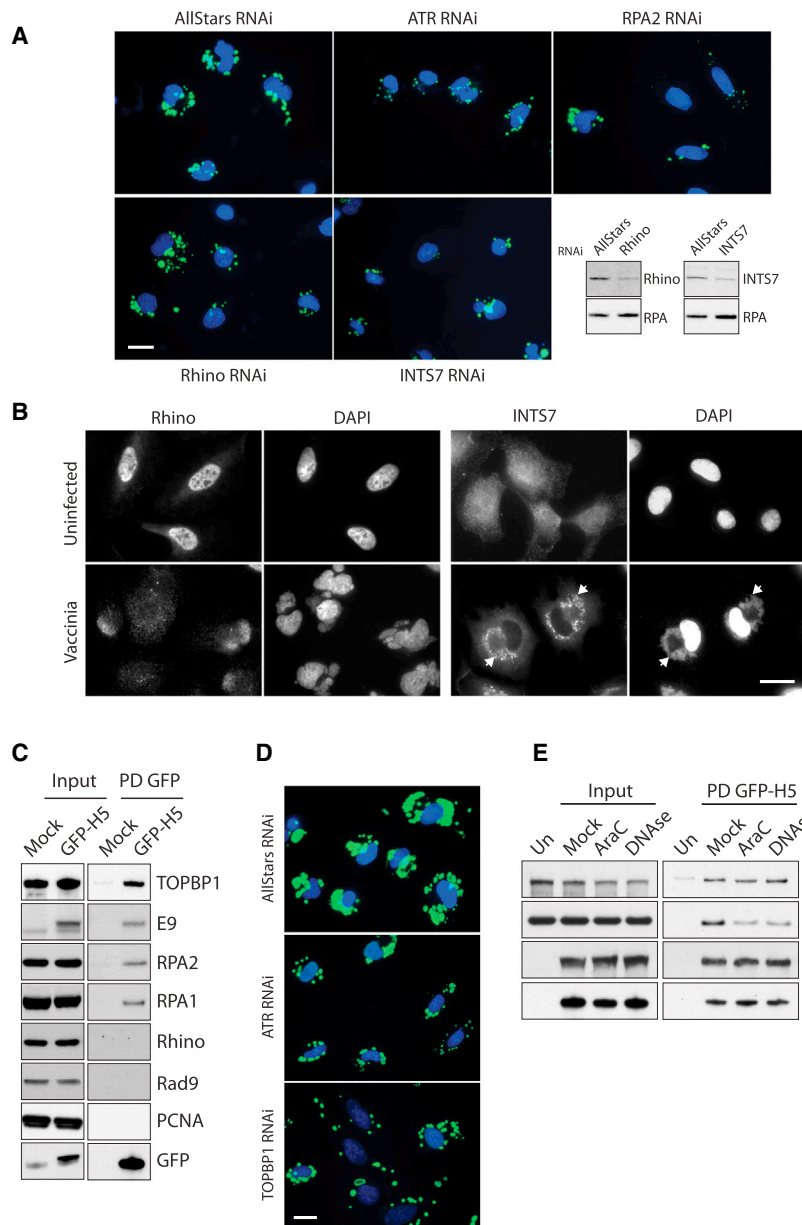 A
AllStars RNAi
ATR RNAi
RPA2 RNAi
RNAi
AllStars
Rhino
AllStars
INTS7
Rhino
INTS7
RPA
RPA
Rhino RNAi
INTS7 RNAi
B
Rhino
DAPI
INTS7
DAPI
Uninfected
Vaccinia
C
Input
PD GFP
Mock
GFP-H5
Mock
GFP-H5
TOPBP1
E9
RPA2
RPA1
Rhino
Rad9
PCNA
GFP
D
AllStars RNAi
ATR RNAi
TOPBP1 RNAi
E
Input
PD GFP-H5
Un
Mock
AraC
DNAse
Un
Mock
AraC
DNAs